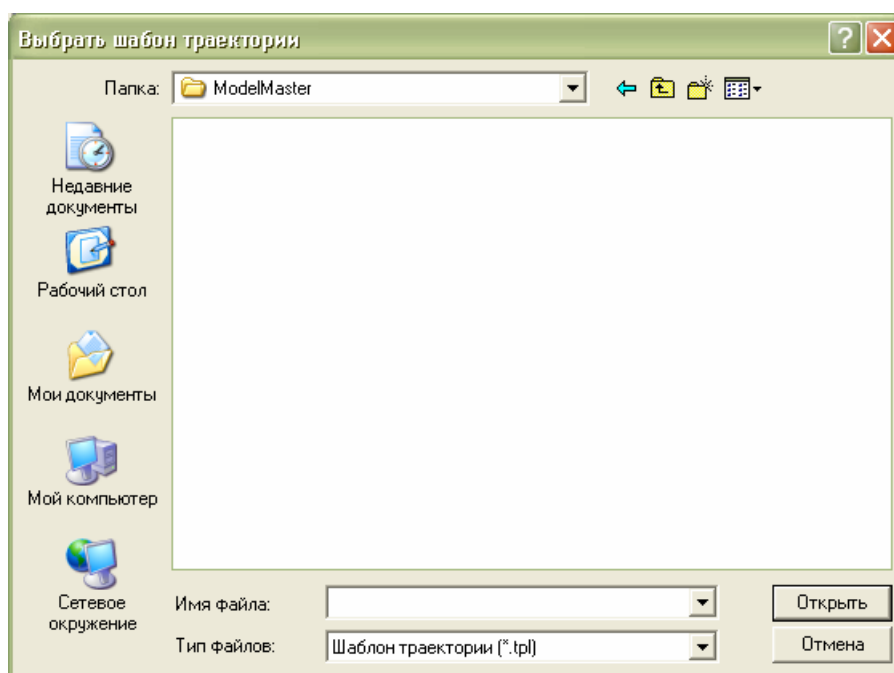 Выбрать шабон траектории
Папка:
ModelMaster
Недавние
документы
Рабочий стол
Мои документы
Мой компьютер
Сетевое
окружение
Имя файла:
Открыть
Тип файлов:
Шаблон траектории (*.tpl)
Отмена